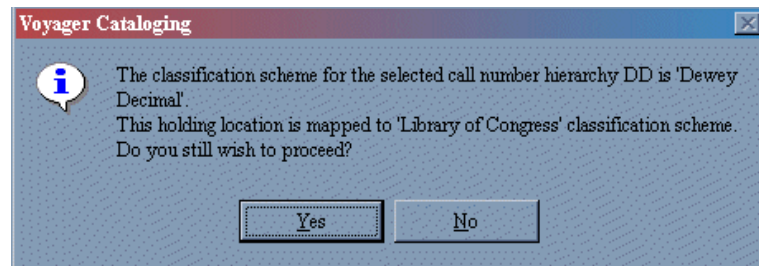 Voyager Cataloging
The classification scheme for the selected call number hierarchy DD is 'Dewey
Decimal'.
This holding location is mapped to 'Library of Congress' classification scheme.
Do you still wish to proceed?
Yes No